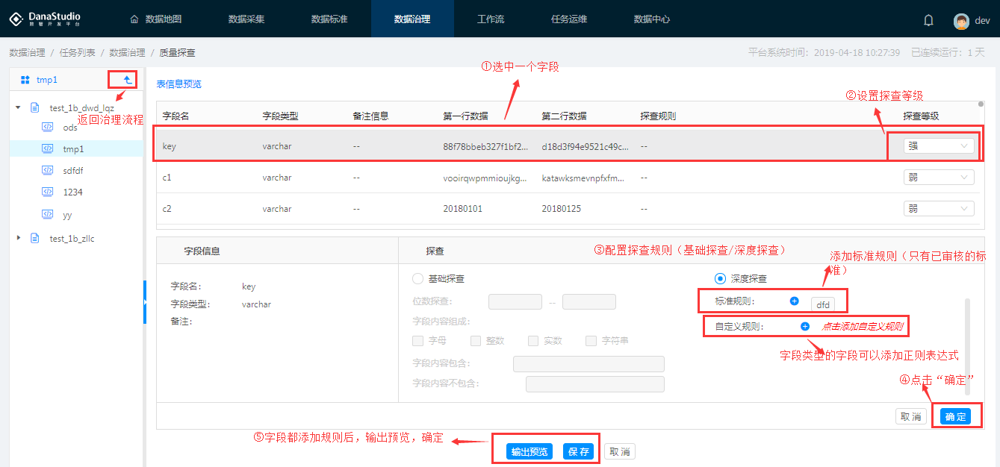 DanaStudio
数智开发平台
数据地图 数据采集 数据标准 数据治理 工作流 任务运维 数据中心 dev
数据治理 / 任务列表 / 数据治理 / 质量探查
平台系统时间: 2019-04-18 10:27:39 已连续运行: 1 天
tmp1
返回治理流程
test_1b_dwd_lqz
ods
tmp1
sdfdf
1234
yy
test_1b_zllc
表信息预览
①选中一个字段
②设置探查等级
字段名 字段类型 备注信息 第一行数据 第二行数据 探查规则 探查等级
key varchar -- 88f78bbeb327f1bf2... d18d3f94e9521c49c... -- 强
c1 varchar -- vooirqwpmmioujkg... katawksmevnpfxfm... -- 弱
c2 varchar -- 20180101 20180125 -- 弱
字段信息
字段名: key
字段类型: varchar
备注:
探查
③配置探查规则（基础探查/深度探查）
添加标准规则（只有已审核的标
准）
基础探查
位数探查: --
字段内容组成:
字母 整数 实数 字符串
字段内容包含:
字段内容不包含:
深度探查
标准规则: dfd
自定义规则: 点击添加自定义规则
字段类型的字段可以添加正则表达式
④点击“确定”
取消 确定
⑤字段都添加规则后，输出预览，确定
输出预览 保存 取消